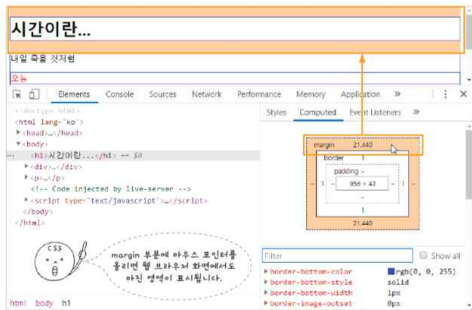 시간이란...
내일 죽을 것처럼
오늘
Elements Console Sources Network Performance Memory Application »
<!doctype html>
<html lang="ko">
<head>…</head>
<body>
<h1>시간이란...</h1> == $0
<div>…</div>
<p>…</p>
<!-- Code injected by live-server -->
<script type="text/javascript">…</script>
</body>
</html>
html body h1
Styles Computed Event Listeners »
margin 21.440
border 1
padding -
- 1 - 956 × 43 - 1 -
-
1
21.440
Filter Show all
border-bottom-color rgb(0, 0, 255)
border-bottom-style solid
border-bottom-width 1px
border-image-outset 0px
CSS
margin 부분에 마우스 포인터를
올리면 웹 브라우저 화면에서도
마진 영역이 표시됩니다.